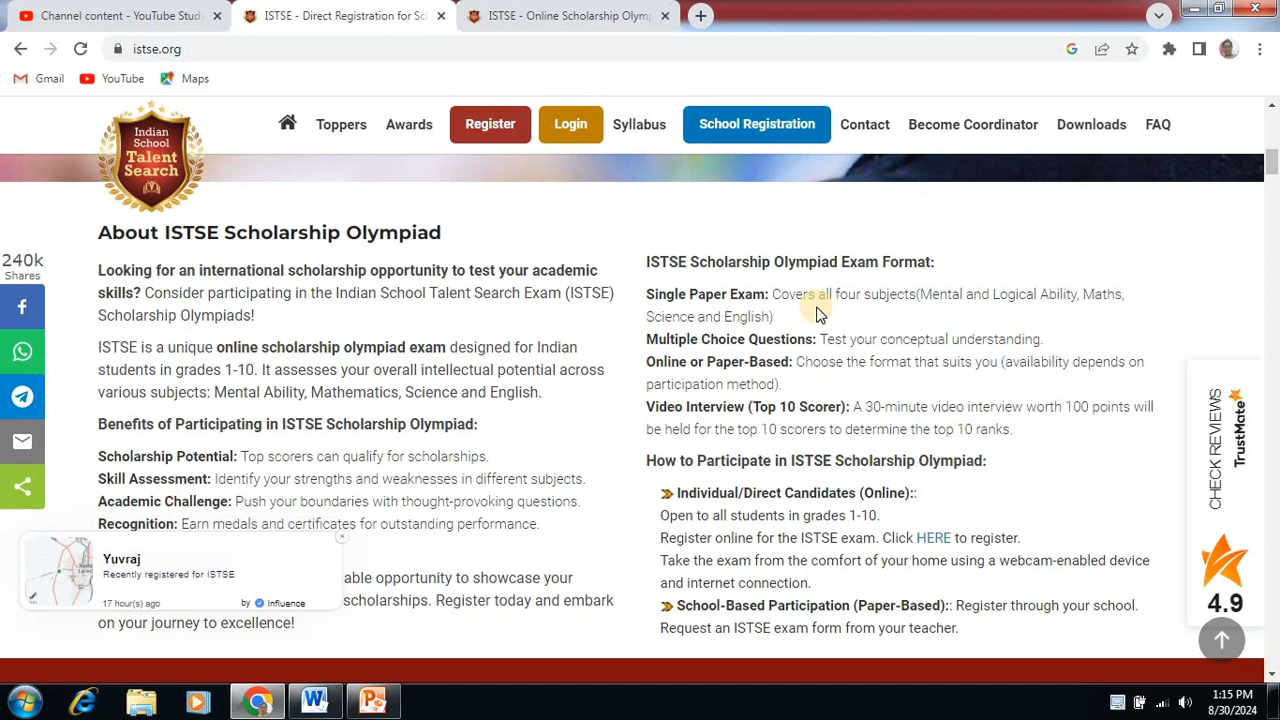 Channel content - YouTube Studi
ISTSE - Direct Registration for Sc
ISTSE - Online Scholarship Olymp
istse.org
Gmail
YouTube
Maps
Indian
School
Talent
Search
Toppers
Awards
Register
Login
Syllabus
School Registration
Contact
Become Coordinator
Downloads
FAQ
240k
Shares
About ISTSE Scholarship Olympiad
Looking for an international scholarship opportunity to test your academic
skills? Consider participating in the Indian School Talent Search Exam (ISTSE)
Scholarship Olympiads!
ISTSE is a unique online scholarship olympiad exam designed for Indian
students in grades 1-10. It assesses your overall intellectual potential across
various subjects: Mental Ability, Mathematics, Science and English.
Benefits of Participating in ISTSE Scholarship Olympiad:
Scholarship Potential: Top scorers can qualify for scholarships.
Skill Assessment: Identify your strengths and weaknesses in different subjects.
Academic Challenge: Push your boundaries with thought-provoking questions.
Recognition: Earn medals and certificates for outstanding performance.
able opportunity to showcase your
scholarships. Register today and embark
on your journey to excellence!
Yuvraj
Recently registered for ISTSE
17 hour(s) ago
by Influence
ISTSE Scholarship Olympiad Exam Format:
Single Paper Exam: Covers all four subjects(Mental and Logical Ability, Maths,
Science and English)
Multiple Choice Questions: Test your conceptual understanding.
Online or Paper-Based: Choose the format that suits you (availability depends on
participation method).
Video Interview (Top 10 Scorer): A 30-minute video interview worth 100 points will
be held for the top 10 scorers to determine the top 10 ranks.
How to Participate in ISTSE Scholarship Olympiad:
Individual/Direct Candidates (Online)::
Open to all students in grades 1-10.
Register online for the ISTSE exam. Click HERE to register.
Take the exam from the comfort of your home using a webcam-enabled device
and internet connection.
School-Based Participation (Paper-Based):: Register through your school.
Request an ISTSE exam form from your teacher.
CHECK REVIEWS
TrustMate
4.9
1:15 PM
8/30/2024